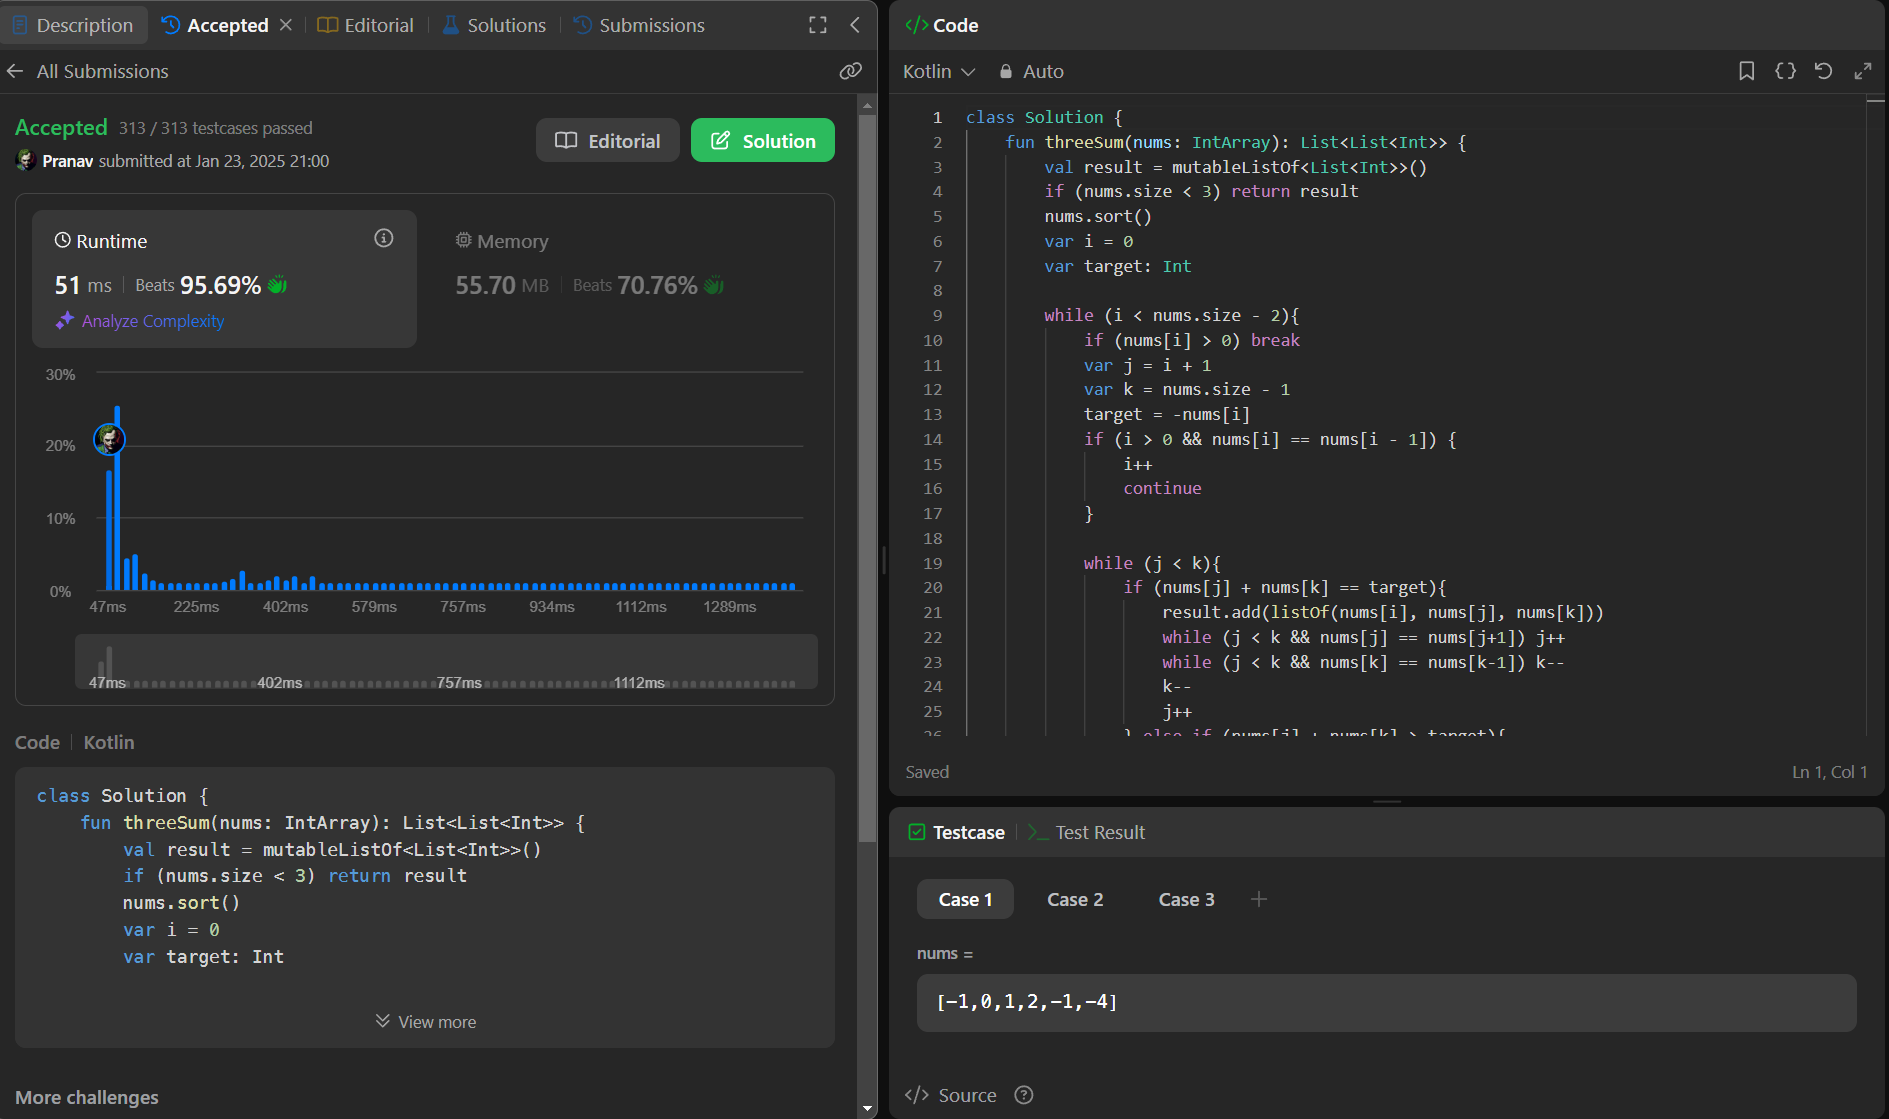 Description
Accepted
Editorial
Solutions
Submissions
All Submissions
Accepted 313 / 313 testcases passed
Pranav submitted at Jan 23, 2025 21:00
Editorial
Solution
Runtime
51 ms Beats 95.69%
Analyze Complexity
Memory
55.70 MB Beats 70.76%
30%
20%
10%
0%
47ms 225ms 402ms 579ms 757ms 934ms 1112ms 1289ms
47ms 402ms 757ms 1112ms
Code Kotlin
class Solution {
fun threeSum(nums: IntArray): List<List<Int>> {
val result = mutableListOf<List<Int>>()
if (nums.size < 3) return result
nums.sort()
var i = 0
var target: Int
View more
More challenges
</> Code
Kotlin Auto
1 class Solution {
2 fun threeSum(nums: IntArray): List<List<Int>> {
3 val result = mutableListOf<List<Int>>()
4 if (nums.size < 3) return result
5 nums.sort()
6 var i = 0
7 var target: Int
8
9 while (i < nums.size - 2){
10 if (nums[i] > 0) break
11 var j = i + 1
12 var k = nums.size - 1
13 target = -nums[i]
14 if (i > 0 && nums[i] == nums[i - 1]) {
15 i++
16 continue
17 }
18
19 while (j < k){
20 if (nums[j] + nums[k] == target){
21 result.add(listOf(nums[i], nums[j], nums[k]))
22 while (j < k && nums[j] == nums[j+1]) j++
23 while (j < k && nums[k] == nums[k-1]) k--
24 k--
25 j++
26 } else if (nums[j] + nums[k] > target){
Saved
Ln 1, Col 1
Testcase
Test Result
Case 1 Case 2 Case 3 +
nums =
[-1,0,1,2,-1,-4]
</> Source